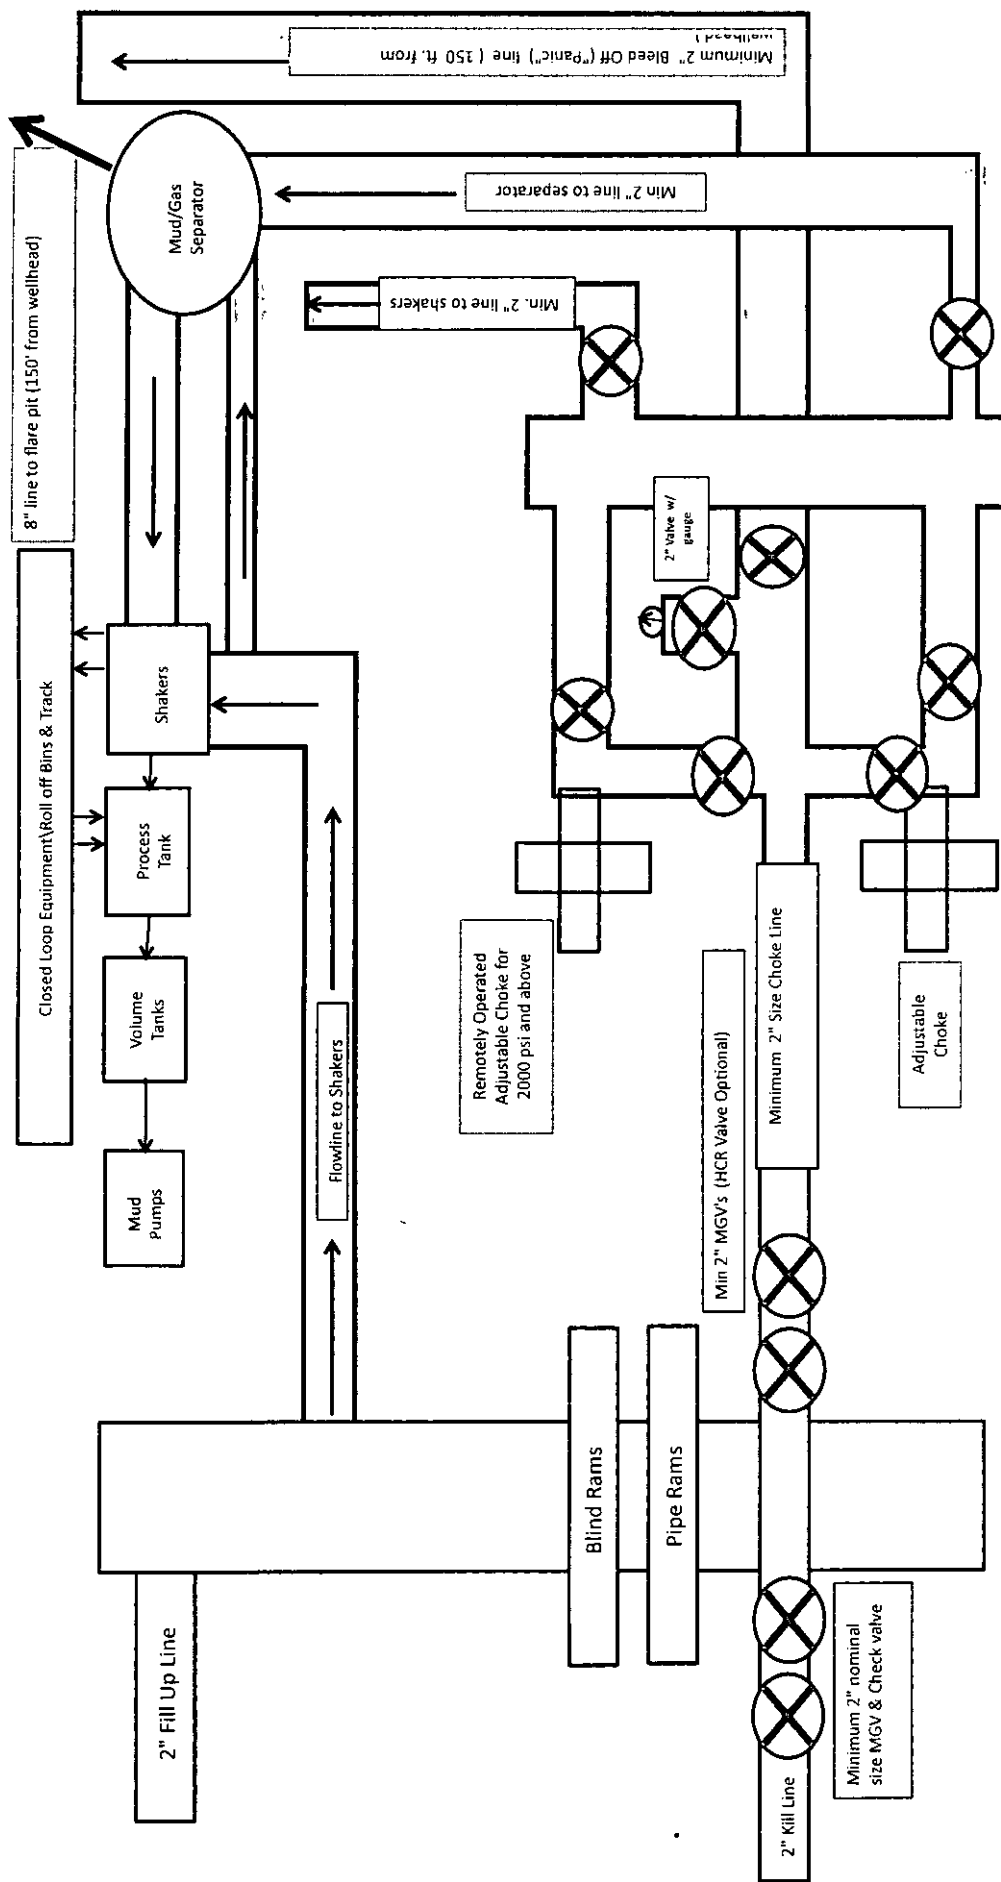 8" line to flare pit (150' from wellhead)
Closed Loop Equipment\Roll off Bins & Track
Mud/Gas
Separator
Minimum 2" Bleed Off ("Panic") line ( 150 ft. from
wellhead )
Min 2" line to separator
Min. 2" line to shakers
Shakers
Process
Tank
Volume
Tanks
Mud
Pumps
Flowline to Shakers
2" Valve w/
gauge
Remotely Operated
Adjustable Choke for
2000 psi and above
Adjustable
Choke
Min 2" MGV's (HCR Valve Optional)
Minimum 2" Size Choke Line
2" Fill Up Line
Blind Rams
Pipe Rams
2" Kill Line
Minimum 2" nominal
size MGV & Check valve